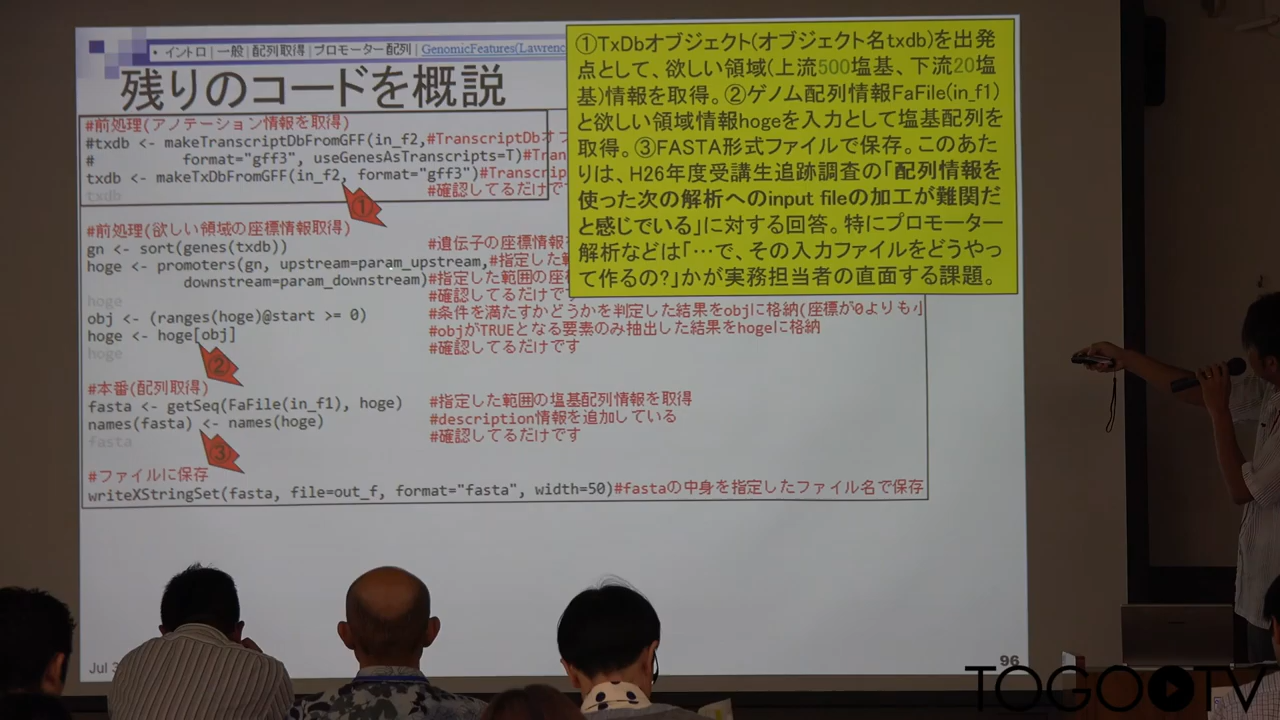 • イントロ | 一般 | 配列取得 | プロモーター配列 | GenomicFeatures(Lawrenc
残りのコードを概説
①TxDbオブジェクト(オブジェクト名txdb)を出発
点として、欲しい領域(上流500塩基、下流20塩
基)情報を取得。②ゲノム配列情報FaFile(in_f1)
と欲しい領域情報hogeを入力として塩基配列を
取得。③FASTA形式ファイルで保存。このあた
りは、H26年度受講生追跡調査の「配列情報を
使った次の解析へのinput fileの加工が難関だ
と感じている」に対する回答。特にプロモーター
解析などは「…で、その入力ファイルをどうやっ
て作るの?」かが実務担当者の直面する課題。
#前処理(アノテーション情報を取得)
#txdb <- makeTranscriptDbFromGFF(in_f2,#TranscriptDbオブ
# format="gff3", useGenesAsTranscripts=T)#Tran
txdb <- makeTxDbFromGFF(in_f2, format="gff3")#Transcrip
txdb #確認してるだけで
①
#前処理(欲しい領域の座標情報取得)
gn <- sort(genes(txdb)) #遺伝子の座標情報を
hoge <- promoters(gn, upstream=param_upstream,#指定した範
downstream=param_downstream)#指定した範囲の座標
hoge #確認してるだけです
obj <- (ranges(hoge)@start >= 0) #条件を満たすかどうかを判定した結果をobjに格納(座標が0よりも小
hoge <- hoge[obj] #objがTRUEとなる要素のみ抽出した結果をhogeに格納
hoge #確認してるだけです
②
#本番(配列取得)
fasta <- getSeq(FaFile(in_f1), hoge) #指定した範囲の塩基配列情報を取得
names(fasta) <- names(hoge) #description情報を追加している
fasta #確認してるだけです
③
#ファイルに保存
writeXStringSet(fasta, file=out_f, format="fasta", width=50)#fastaの中身を指定したファイル名で保存
Jul 3
96
TOGO TV